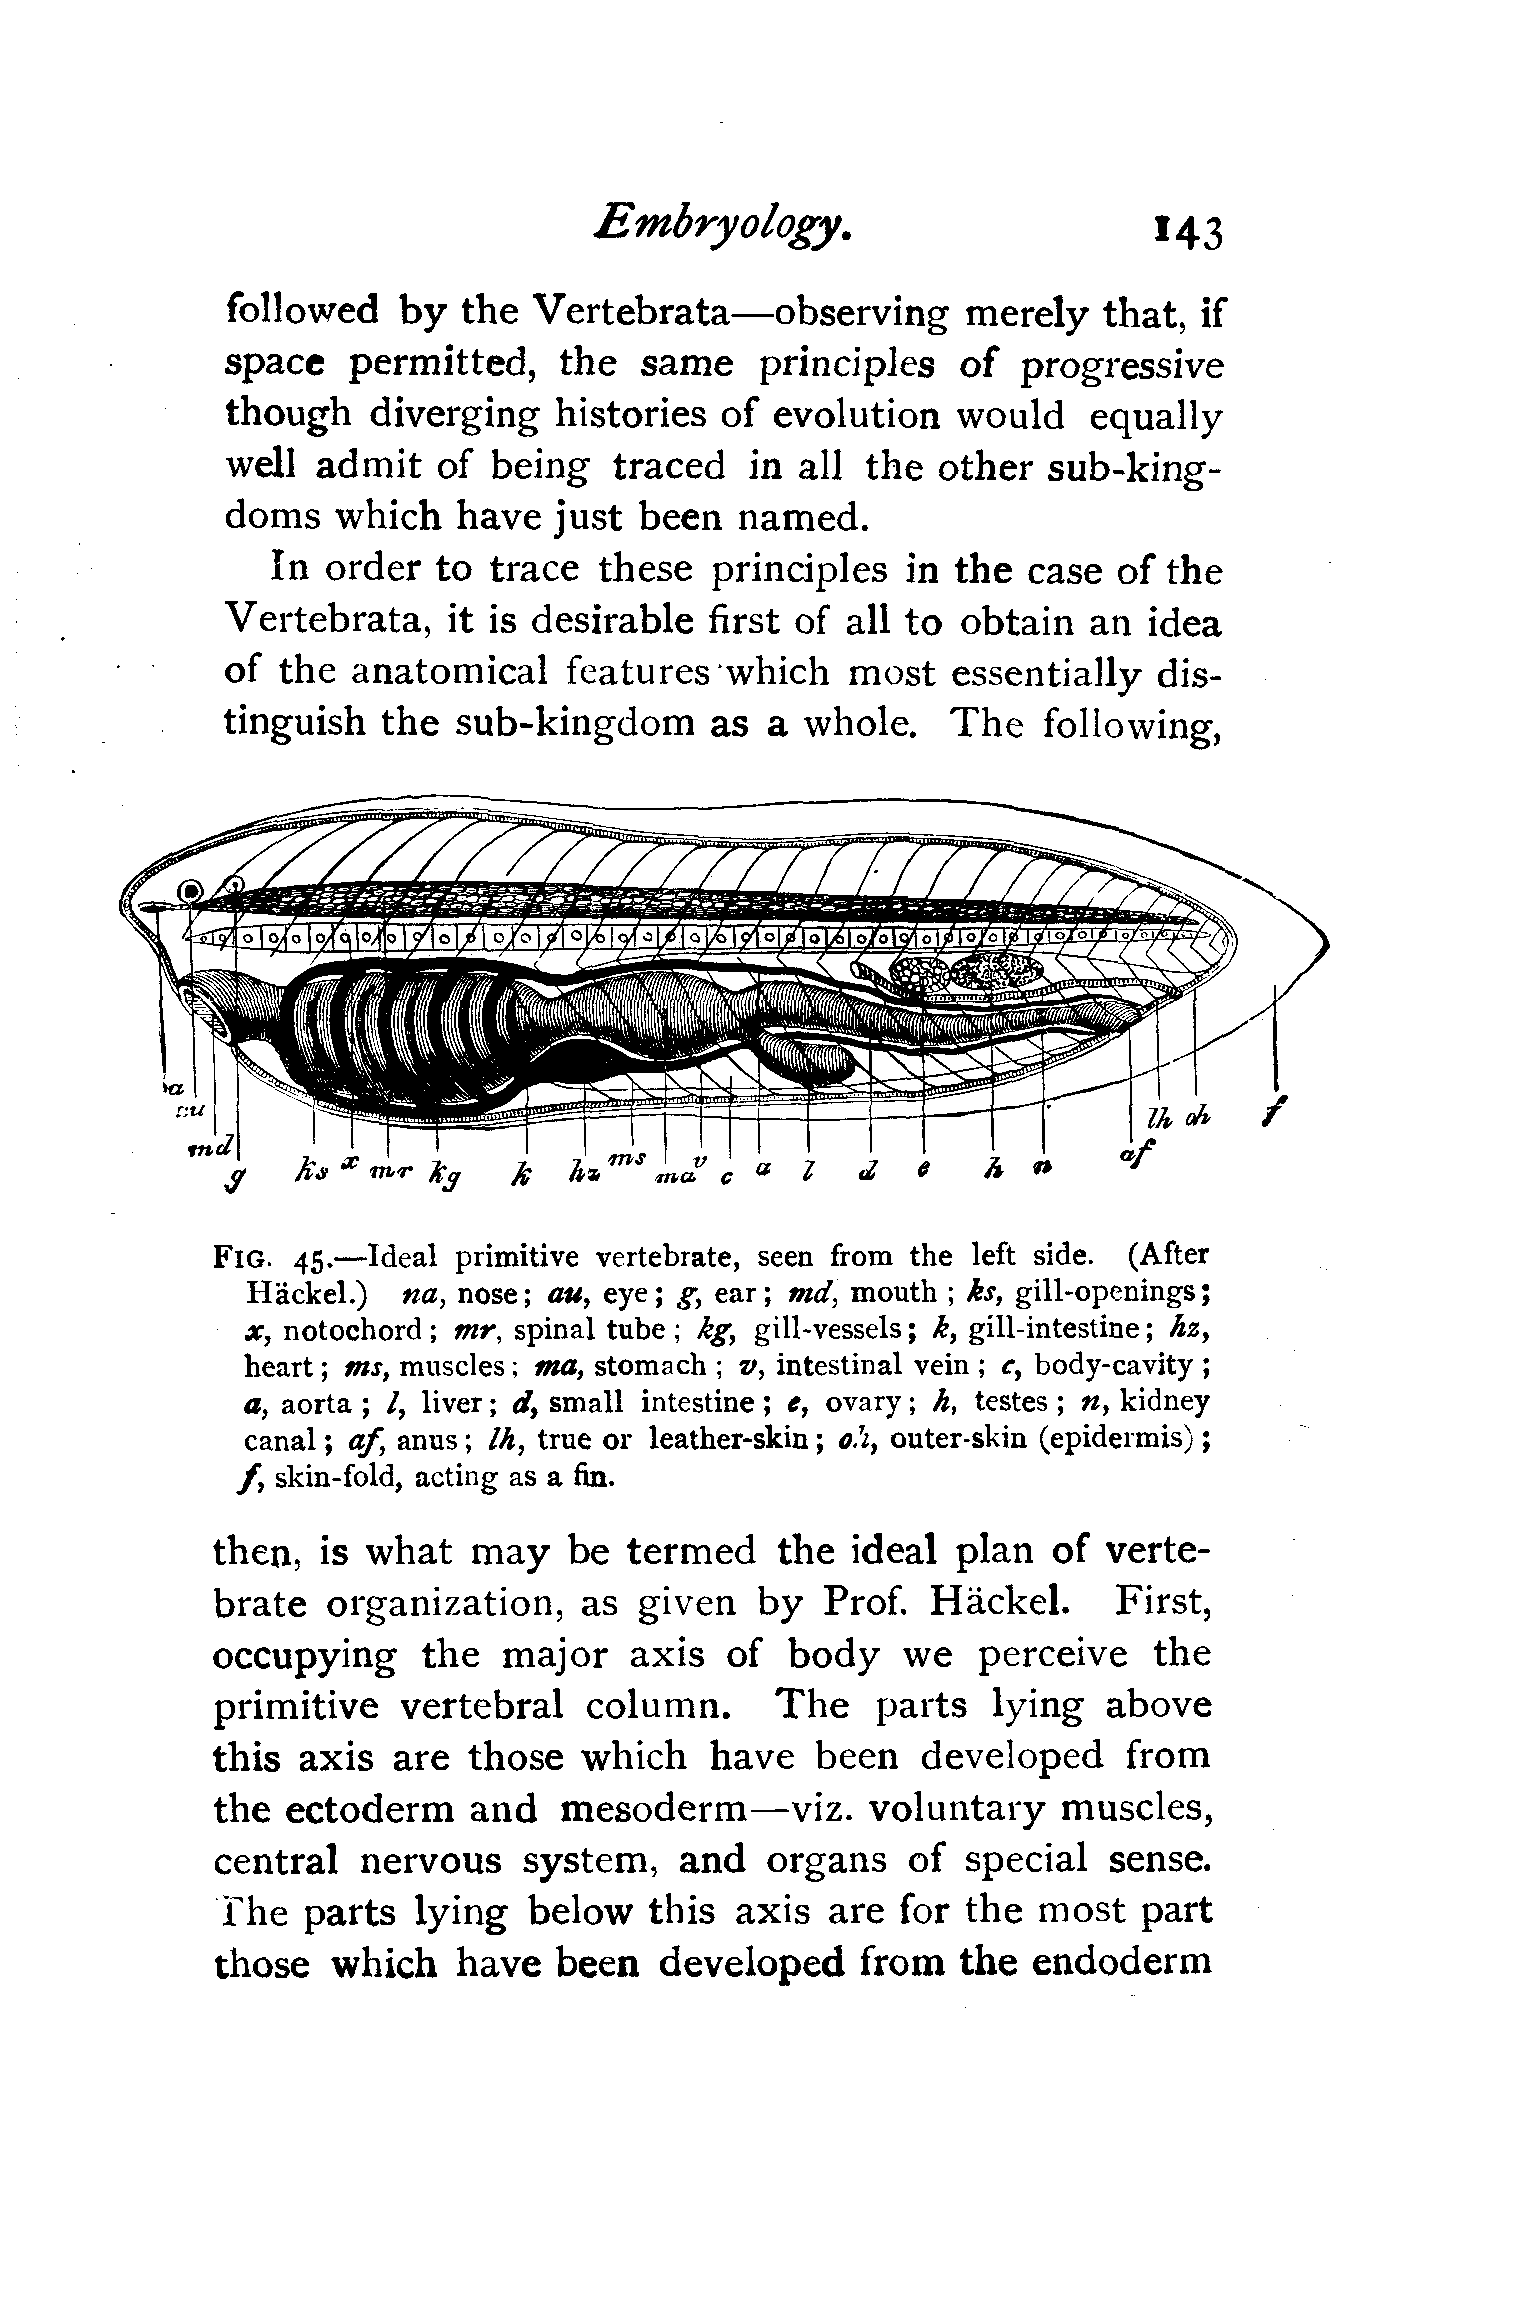 Embryology. 143
followed by the Vertebrata—observing merely that, if
space permitted, the same principles of progressive
though diverging histories of evolution would equally
well admit of being traced in all the other sub-king-
doms which have just been named.
In order to trace these principles in the case of the
Vertebrata, it is desirable first of all to obtain an idea
of the anatomical features which most essentially dis-
tinguish the sub-kingdom as a whole. The following,
na
au
md
g ks x mr kg k hz ms ma v c a l d e h n af lh oh f
FIG. 45.—Ideal primitive vertebrate, seen from the left side. (After
Häckel.) na, nose; au, eye; g, ear; md, mouth; ks, gill-openings;
x, notochord; mr, spinal tube; kg, gill-vessels; k, gill-intestine; hz,
heart; ms, muscles; ma, stomach; v, intestinal vein; c, body-cavity;
a, aorta; l, liver; d, small intestine; e, ovary; h, testes; n, kidney
canal; af, anus; lh, true or leather-skin; oh, outer-skin (epidermis);
f, skin-fold, acting as a fin.
then, is what may be termed the ideal plan of verte-
brate organization, as given by Prof. Häckel. First,
occupying the major axis of body we perceive the
primitive vertebral column. The parts lying above
this axis are those which have been developed from
the ectoderm and mesoderm—viz. voluntary muscles,
central nervous system, and organs of special sense.
The parts lying below this axis are for the most part
those which have been developed from the endoderm